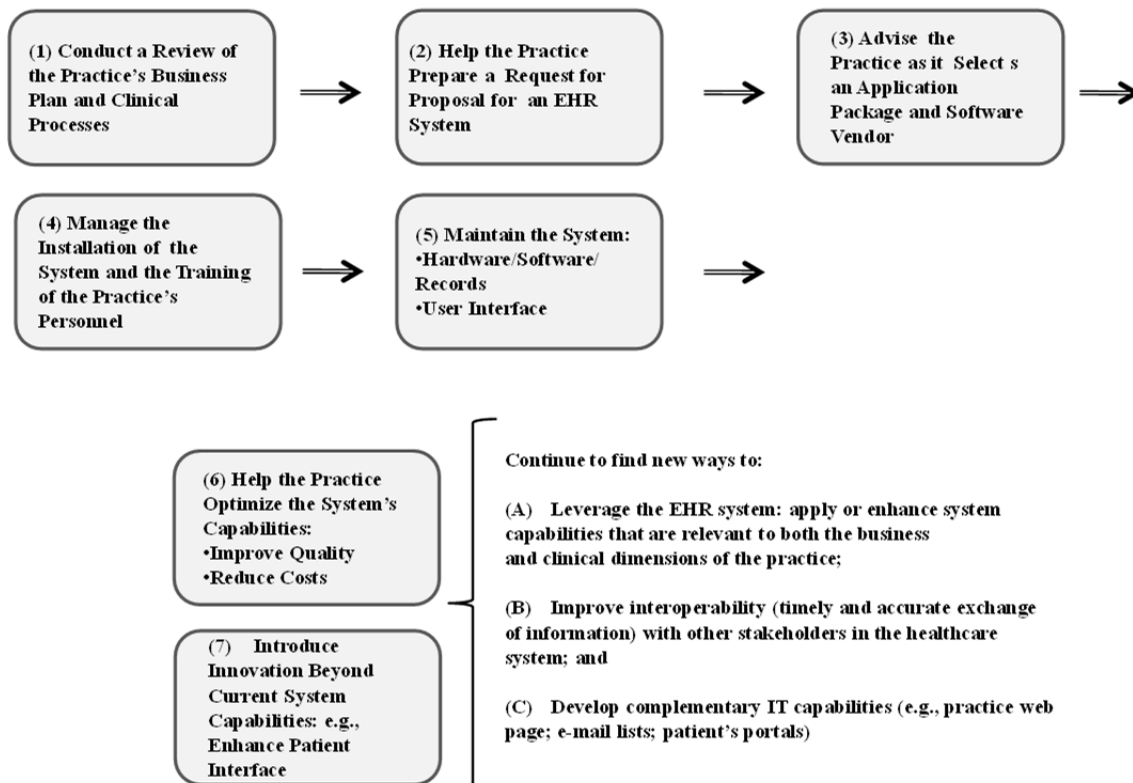 (1) Conduct a Review of
the Practice's Business
Plan and Clinical
Processes
(2) Help the Practice
Prepare a Request for
Proposal for an EHR
System
(3) Advise the
Practice as it Select s
an Application
Package and Software
Vendor
(4) Manage the
Installation of the
System and the Training
of the Practice's
Personnel
(5) Maintain the System:
•Hardware/Software/
Records
•User Interface
(6) Help the Practice
Optimize the System's
Capabilities:
•Improve Quality
•Reduce Costs
(7) Introduce
Innovation Beyond
Current System
Capabilities: e.g.,
Enhance Patient
Interface
Continue to find new ways to:
(A) Leverage the EHR system: apply or enhance system
capabilities that are relevant to both the business
and clinical dimensions of the practice;
(B) Improve interoperability (timely and accurate exchange
of information) with other stakeholders in the healthcare
system; and
(C) Develop complementary IT capabilities (e.g., practice web
page; e-mail lists; patient's portals)